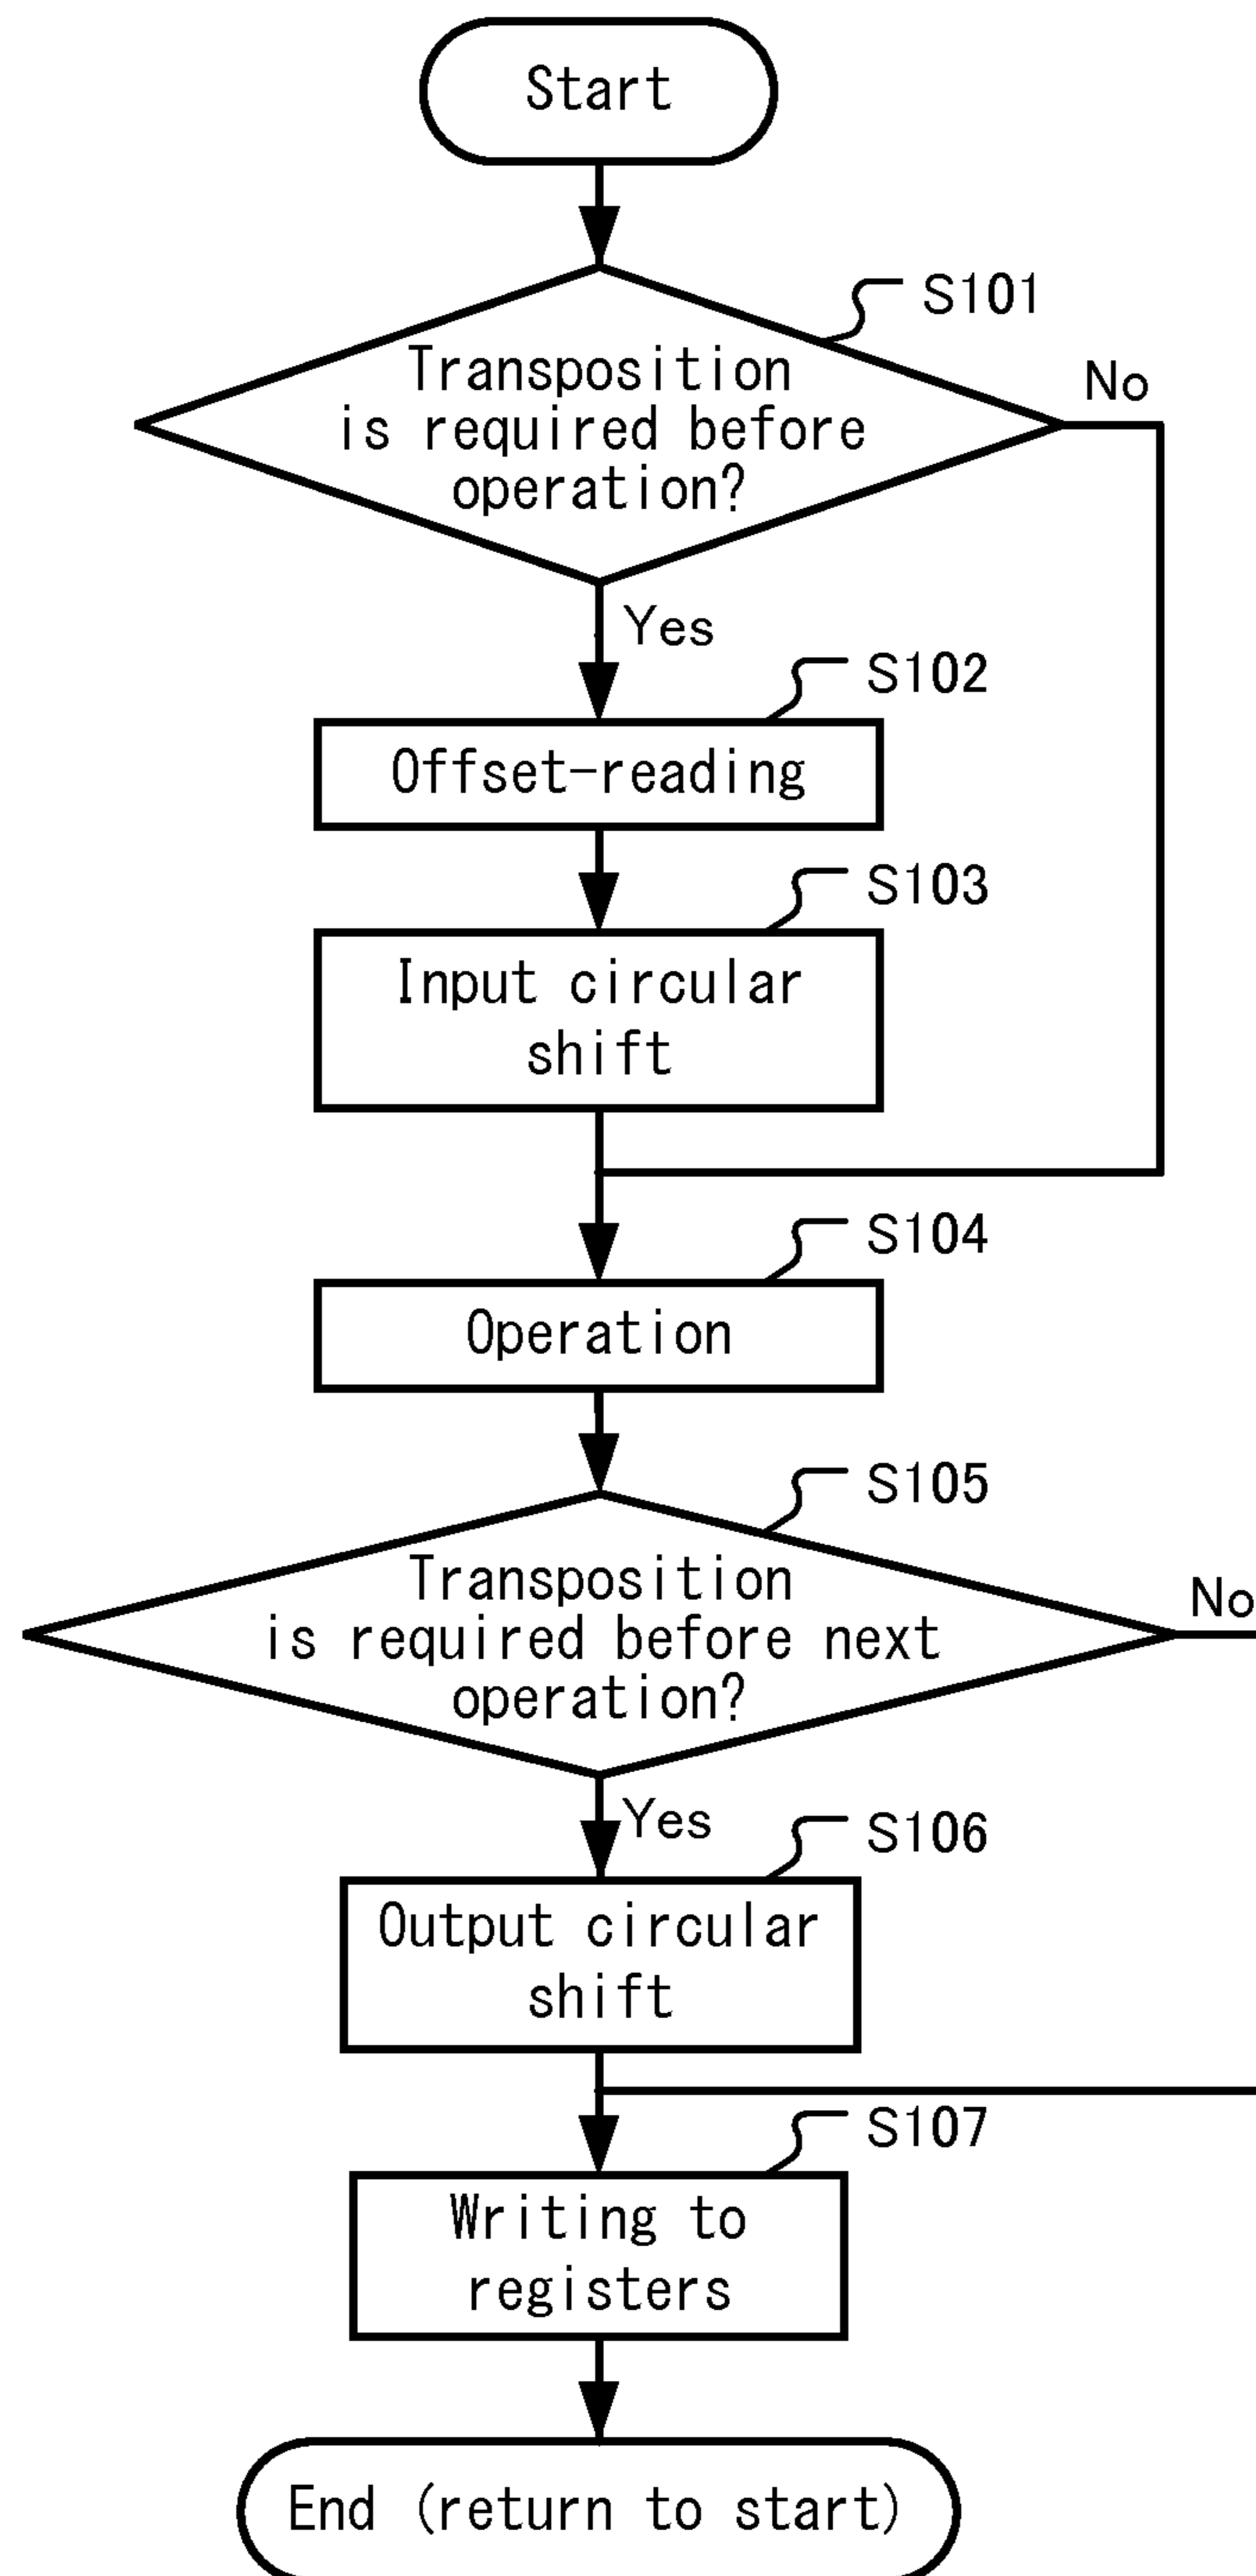 Start
S101
Transposition
is required before
operation?
No
Yes
S102
Offset-reading
S103
Input circular
shift
S104
Operation
S105
Transposition
is required before next
operation?
No
Yes
S106
Output circular
shift
S107
Writing to
registers
End (return to start)